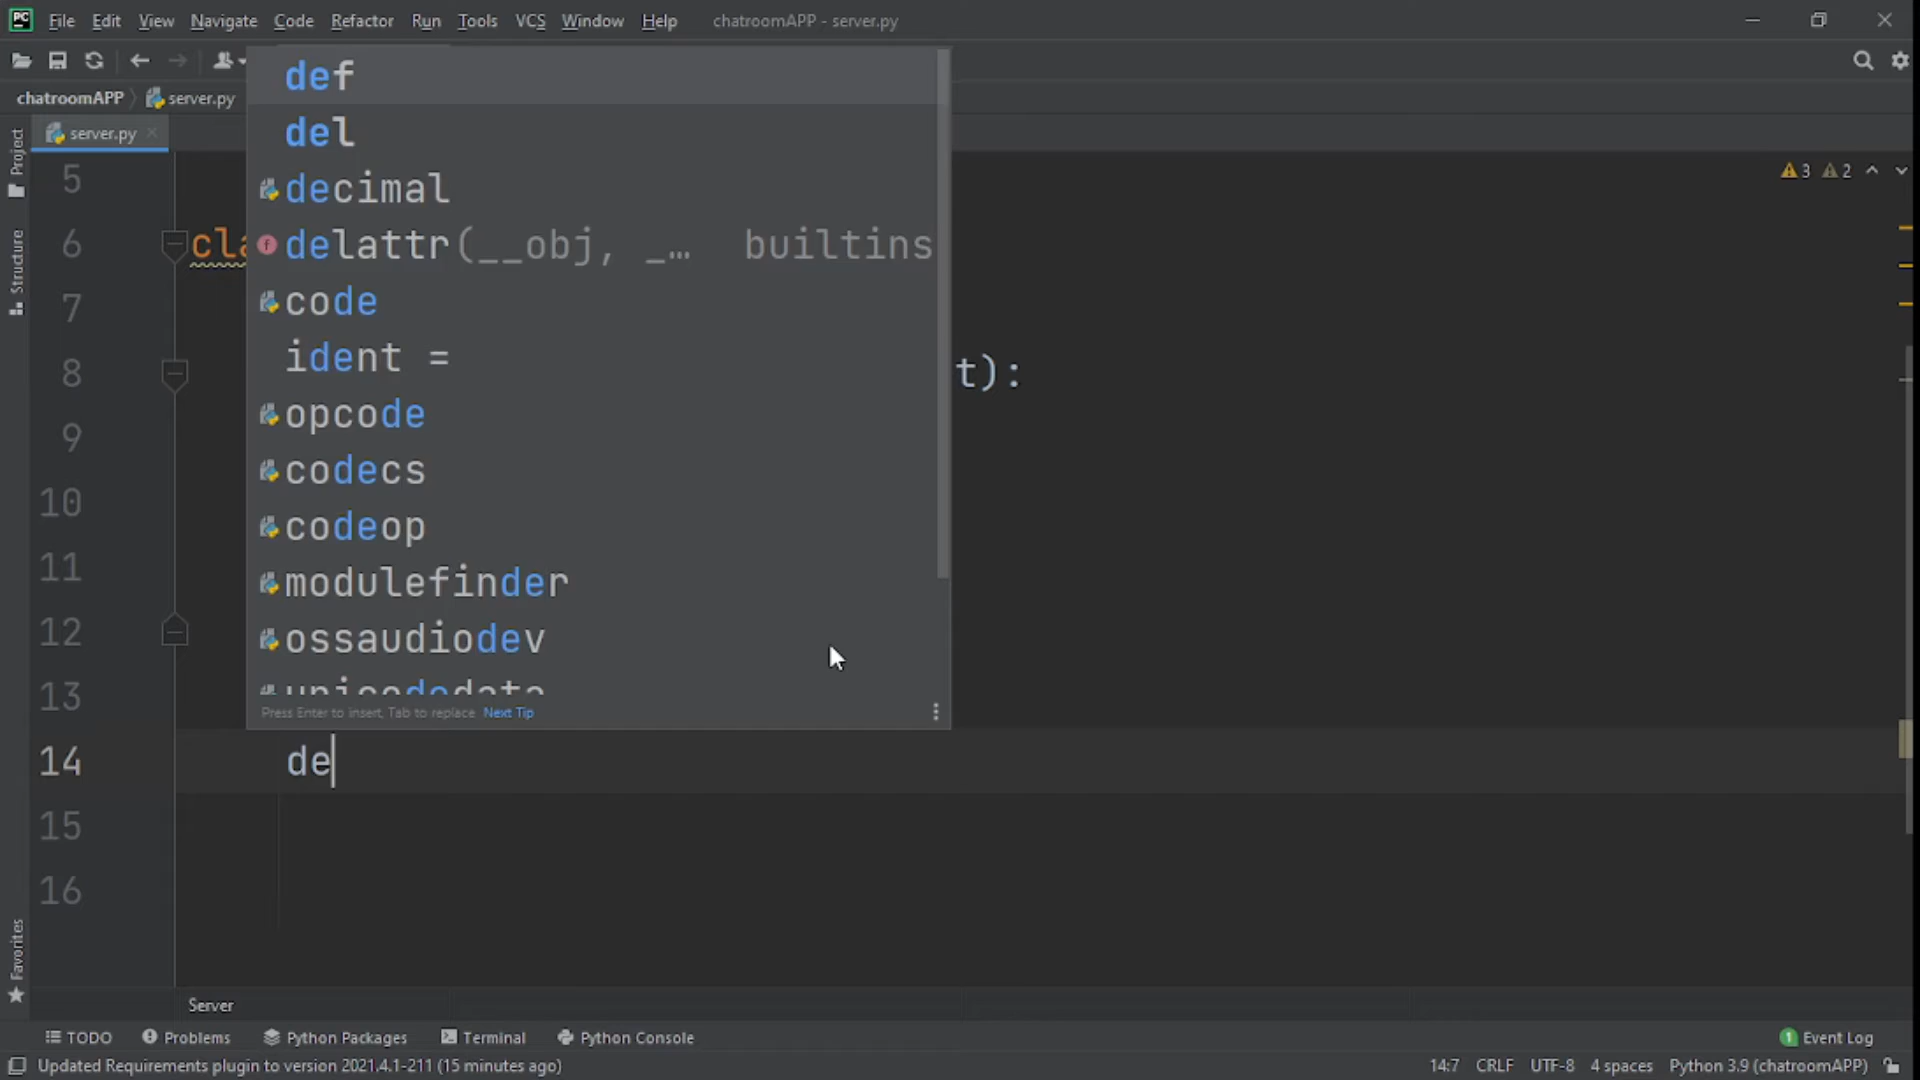 PC File Edit View Navigate Code Refactor Run Tools VCS Window Help chatroomAPP - server.py
chatroomAPP server.py
server.py
Project
Structure
Favorites
3 2
def
del
decimal
delattr(__obj, _… builtins
code
ident =
opcode
codecs
codeop
modulefinder
ossaudiodev
unicodedata
Press Enter to insert, Tab to replace Next Tip
5
6 cla
7
8 t):
9
10
11
12
13
14 de
15
16
Server
TODO Problems Python Packages Terminal Python Console 1 Event Log
Updated Requirements plugin to version 2021.4.1-211 (15 minutes ago) 14:7 CRLF UTF-8 4 spaces Python 3.9 (chatroomAPP)